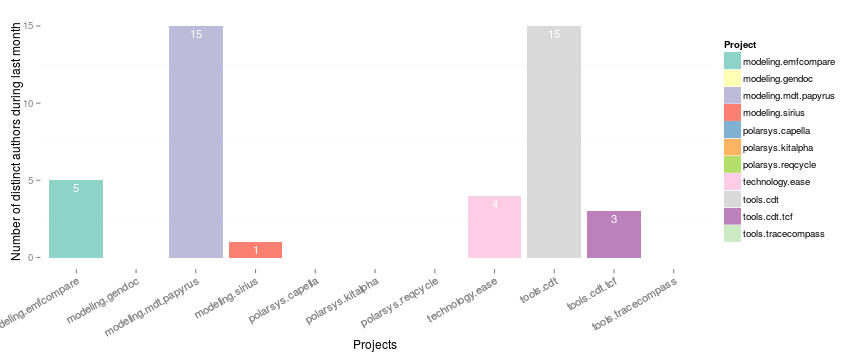 Number of distinct authors during last month
15
10
5
0
5
15
1
4
15
3
deling.emfcompare
modeling.gendoc
modeling.mdt.papyrus
modeling.sirius
polarsys.capella
polarsys.kitalpha
polarsys.reqcycle
technology.ease
tools.cdt
tools.cdt.tcf
tools.tracecompass
Projects
Project
modeling.emfcompare
modeling.gendoc
modeling.mdt.papyrus
modeling.sirius
polarsys.capella
polarsys.kitalpha
polarsys.reqcycle
technology.ease
tools.cdt
tools.cdt.tcf
tools.tracecompass